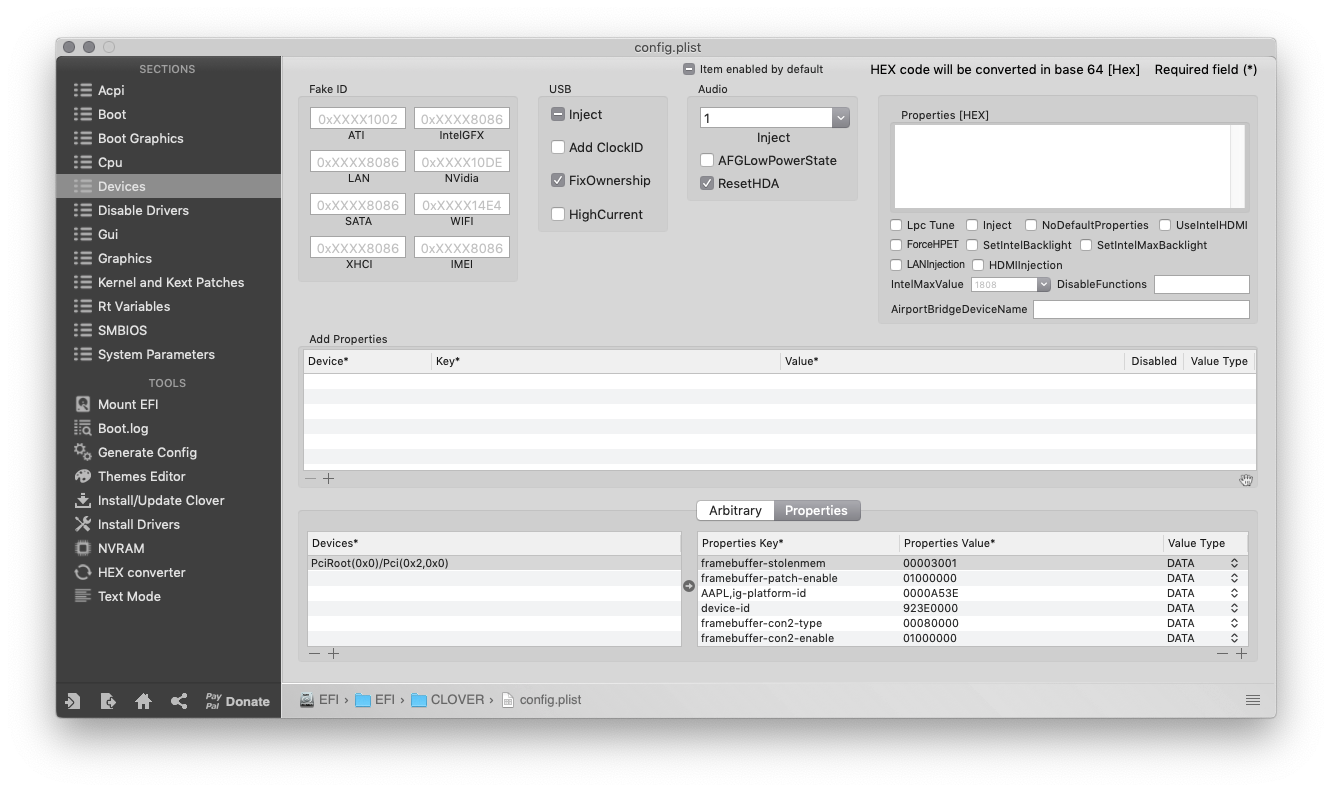 config.plist
SECTIONS
Acpi
Boot
Boot Graphics
Cpu
Devices
Disable Drivers
Gui
Graphics
Kernel and Kext Patches
Rt Variables
SMBIOS
System Parameters
TOOLS
Mount EFI
Boot.log
Generate Config
Themes Editor
Install/Update Clover
Install Drivers
NVRAM
HEX converter
Text Mode
Pay
Pal
Donate
Item enabled by default
HEX code will be converted in base 64 [Hex]
Required field (*)
Fake ID
0xXXXX1002 0xXXXX8086
ATI IntelGFX
0xXXXX8086 0xXXXX10DE
LAN NVidia
0xXXXX8086 0xXXXX14E4
SATA WIFI
0xXXXX8086 0xXXXX8086
XHCI IMEI
USB
Inject
Add ClockID
FixOwnership
HighCurrent
Audio
1
Inject
AFGLowPowerState
ResetHDA
Properties [HEX]
Lpc Tune Inject NoDefaultProperties UseIntelHDMI
ForceHPET SetIntelBacklight SetIntelMaxBacklight
LANInjection HDMIInjection
IntelMaxValue 1808 DisableFunctions
AirportBridgeDeviceName
Add Properties
Device* Key* Value* Disabled Value Type
Arbitrary Properties
Devices*
PciRoot(0x0)/Pci(0x2,0x0)
Properties Key* Properties Value* Value Type
framebuffer-stolenmem 00003001 DATA
framebuffer-patch-enable 01000000 DATA
AAPL,ig-platform-id 0000A53E DATA
device-id 923E0000 DATA
framebuffer-con2-type 00080000 DATA
framebuffer-con2-enable 01000000 DATA
EFI › EFI › CLOVER › config.plist